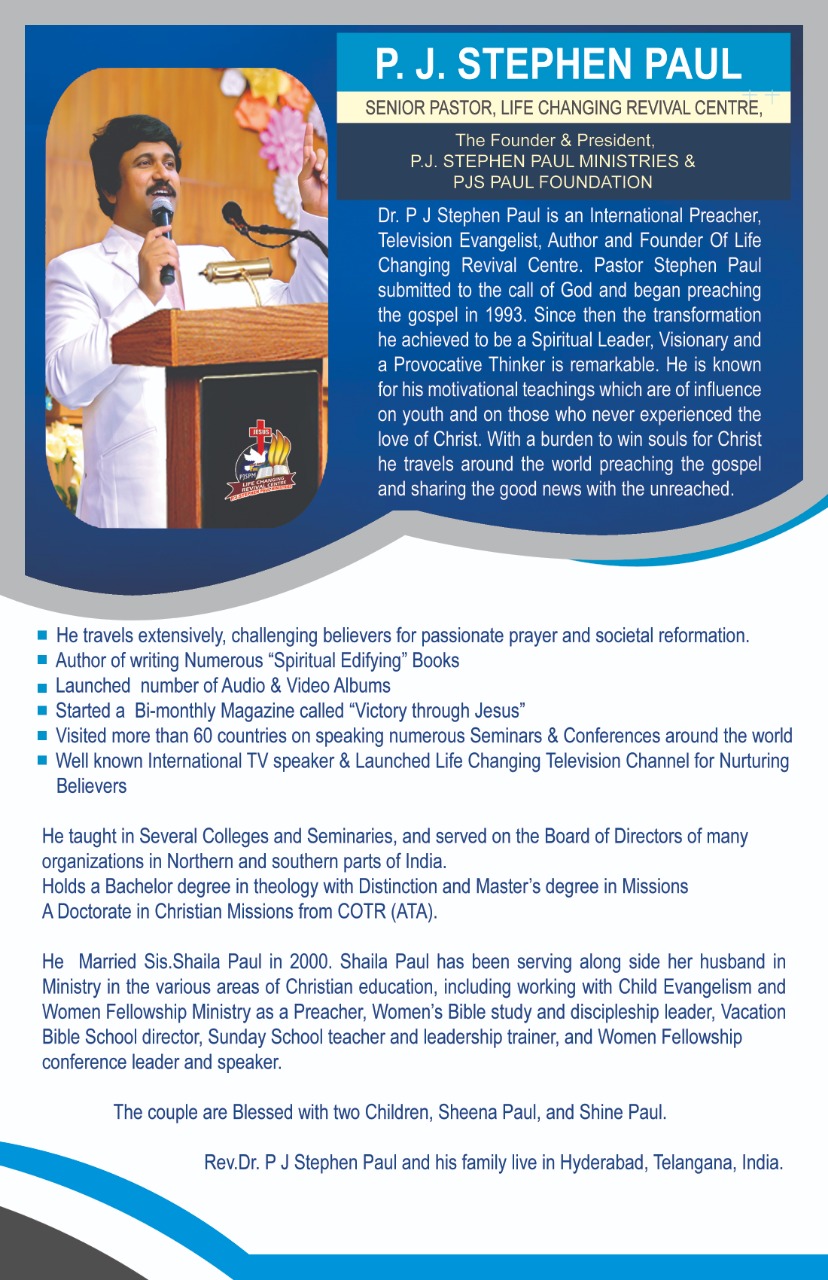 P. J. STEPHEN PAUL
SENIOR PASTOR, LIFE CHANGING REVIVAL CENTRE,
The Founder & President,
P.J. STEPHEN PAUL MINISTRIES &
PJS PAUL FOUNDATION
Dr. P J Stephen Paul is an International Preacher,
Television Evangelist, Author and Founder Of Life
Changing Revival Centre. Pastor Stephen Paul
submitted to the call of God and began preaching
the gospel in 1993. Since then the transformation
he achieved to be a Spiritual Leader, Visionary and
a Provocative Thinker is remarkable. He is known
for his motivational teachings which are of influence
on youth and on those who never experienced the
love of Christ. With a burden to win souls for Christ
he travels around the world preaching the gospel
and sharing the good news with the unreached.
JESUS
PJSPM
LIFE CHANGING
REVIVAL CENTRE
He travels extensively, challenging believers for passionate prayer and societal reformation.
Author of writing Numerous “Spiritual Edifying” Books
Launched number of Audio & Video Albums
Started a Bi-monthly Magazine called “Victory through Jesus”
Visited more than 60 countries on speaking numerous Seminars & Conferences around the world
Well known International TV speaker & Launched Life Changing Television Channel for Nurturing
Believers
He taught in Several Colleges and Seminaries, and served on the Board of Directors of many
organizations in Northern and southern parts of India.
Holds a Bachelor degree in theology with Distinction and Master’s degree in Missions
A Doctorate in Christian Missions from COTR (ATA).
He Married Sis.Shaila Paul in 2000. Shaila Paul has been serving along side her husband in
Ministry in the various areas of Christian education, including working with Child Evangelism and
Women Fellowship Ministry as a Preacher, Women’s Bible study and discipleship leader, Vacation
Bible School director, Sunday School teacher and leadership trainer, and Women Fellowship
conference leader and speaker.
The couple are Blessed with two Children, Sheena Paul, and Shine Paul.
Rev.Dr. P J Stephen Paul and his family live in Hyderabad, Telangana, India.